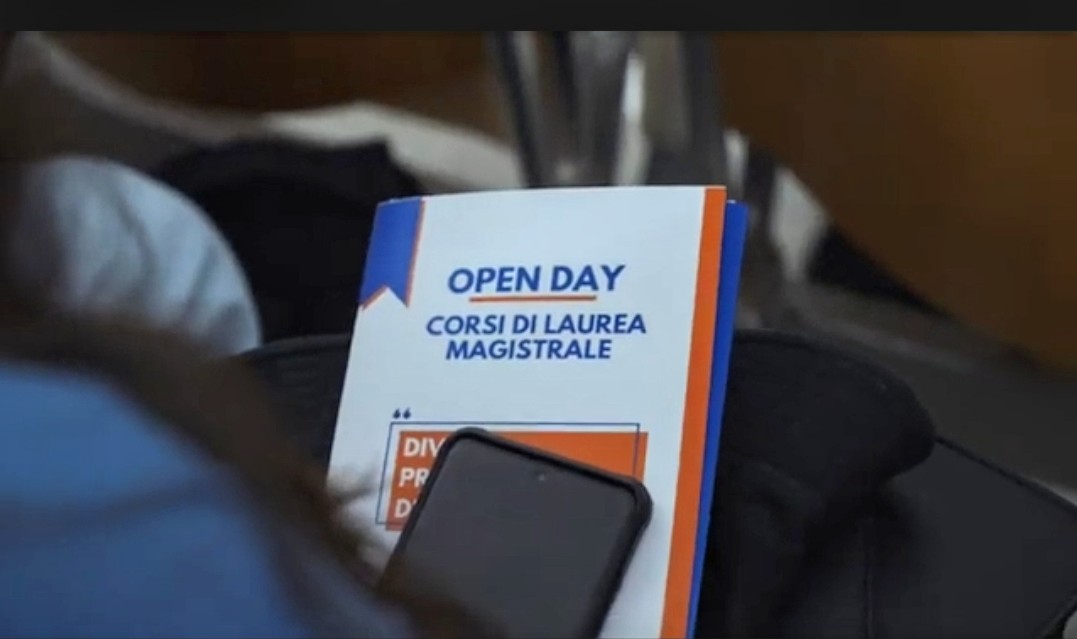 OPEN DAY
CORSI DI LAUREA
MAGISTRALE